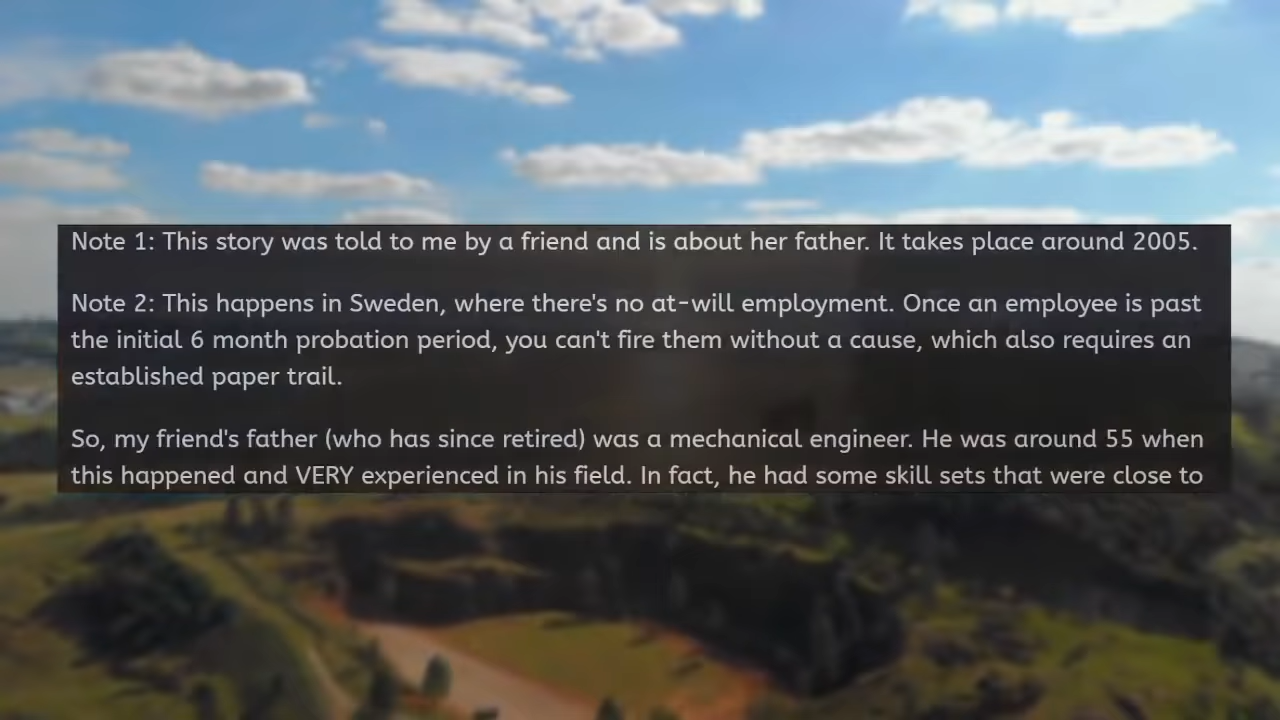 Note 1: This story was told to me by a friend and is about her father. It takes place around 2005.
Note 2: This happens in Sweden, where there's no at-will employment. Once an employee is past
the initial 6 month probation period, you can't fire them without a cause, which also requires an
established paper trail.
So, my friend's father (who has since retired) was a mechanical engineer. He was around 55 when
this happened and VERY experienced in his field. In fact, he had some skill sets that were close to